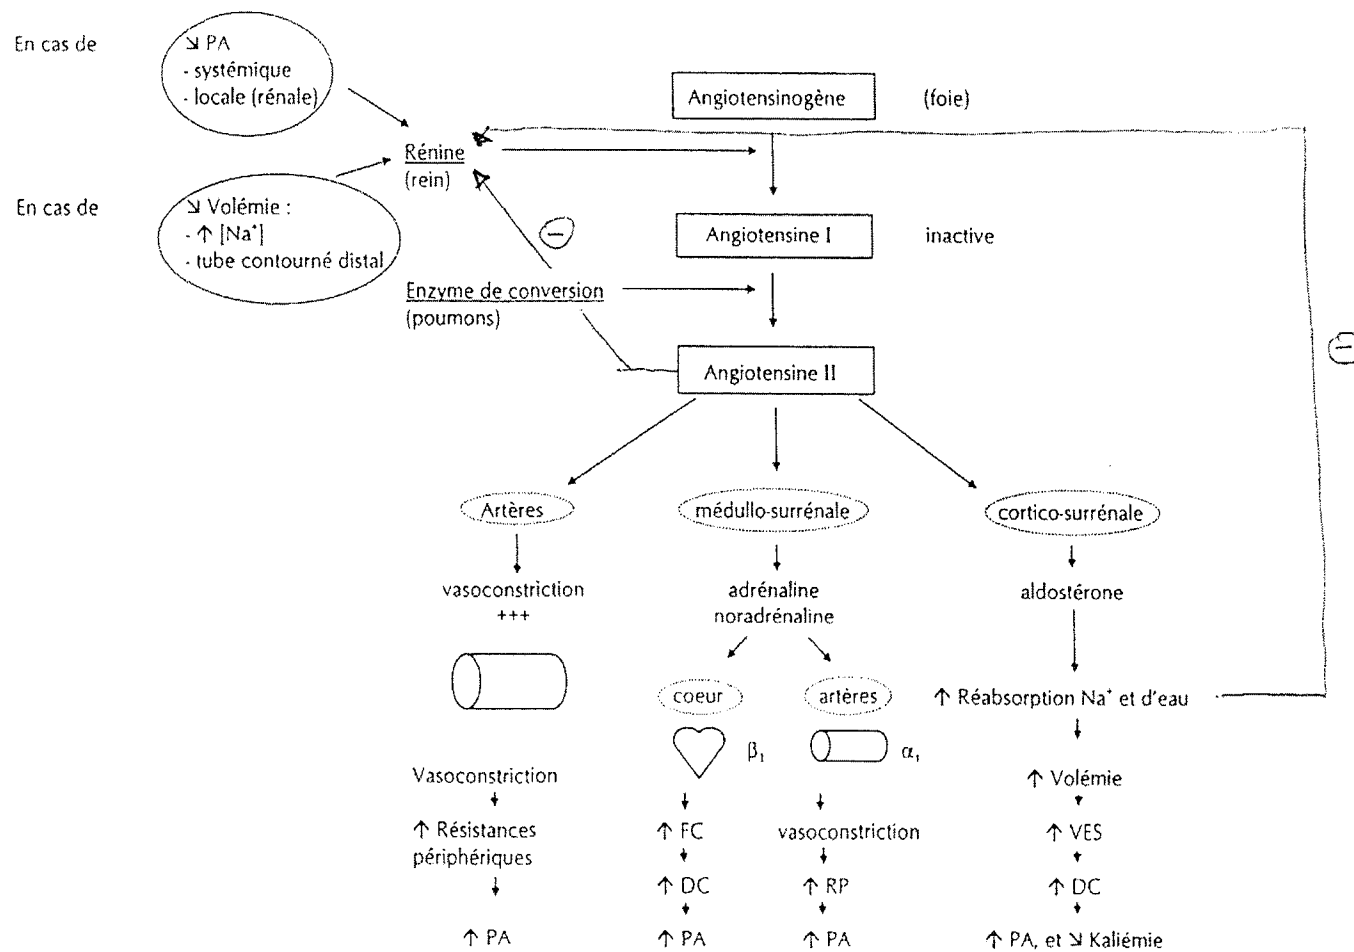 En cas de
↘ PA
- systémique
- locale (rénale)
Angiotensinogène (foie)
Rénine
(rein)
En cas de
↘ Volémie :
- ↑ [Na⁺]
- tube contourné distal
Angiotensine I inactive
⊖
Enzyme de conversion
(poumons)
⊖
Angiotensine II
Artères médullo-surrénale cortico-surrénale
vasoconstriction
+++
adrénaline
noradrénaline
aldostérone
coeur artères ↑ Réabsorption Na⁺ et d'eau
β₁ α₁
Vasoconstriction
↑ Résistances
périphériques
↑ PA
↑ FC
↑ DC
↑ PA
vasoconstriction
↑ RP
↑ PA
↑ Volémie
↑ VES
↑ DC
↑ PA, et ↘ Kaliémie